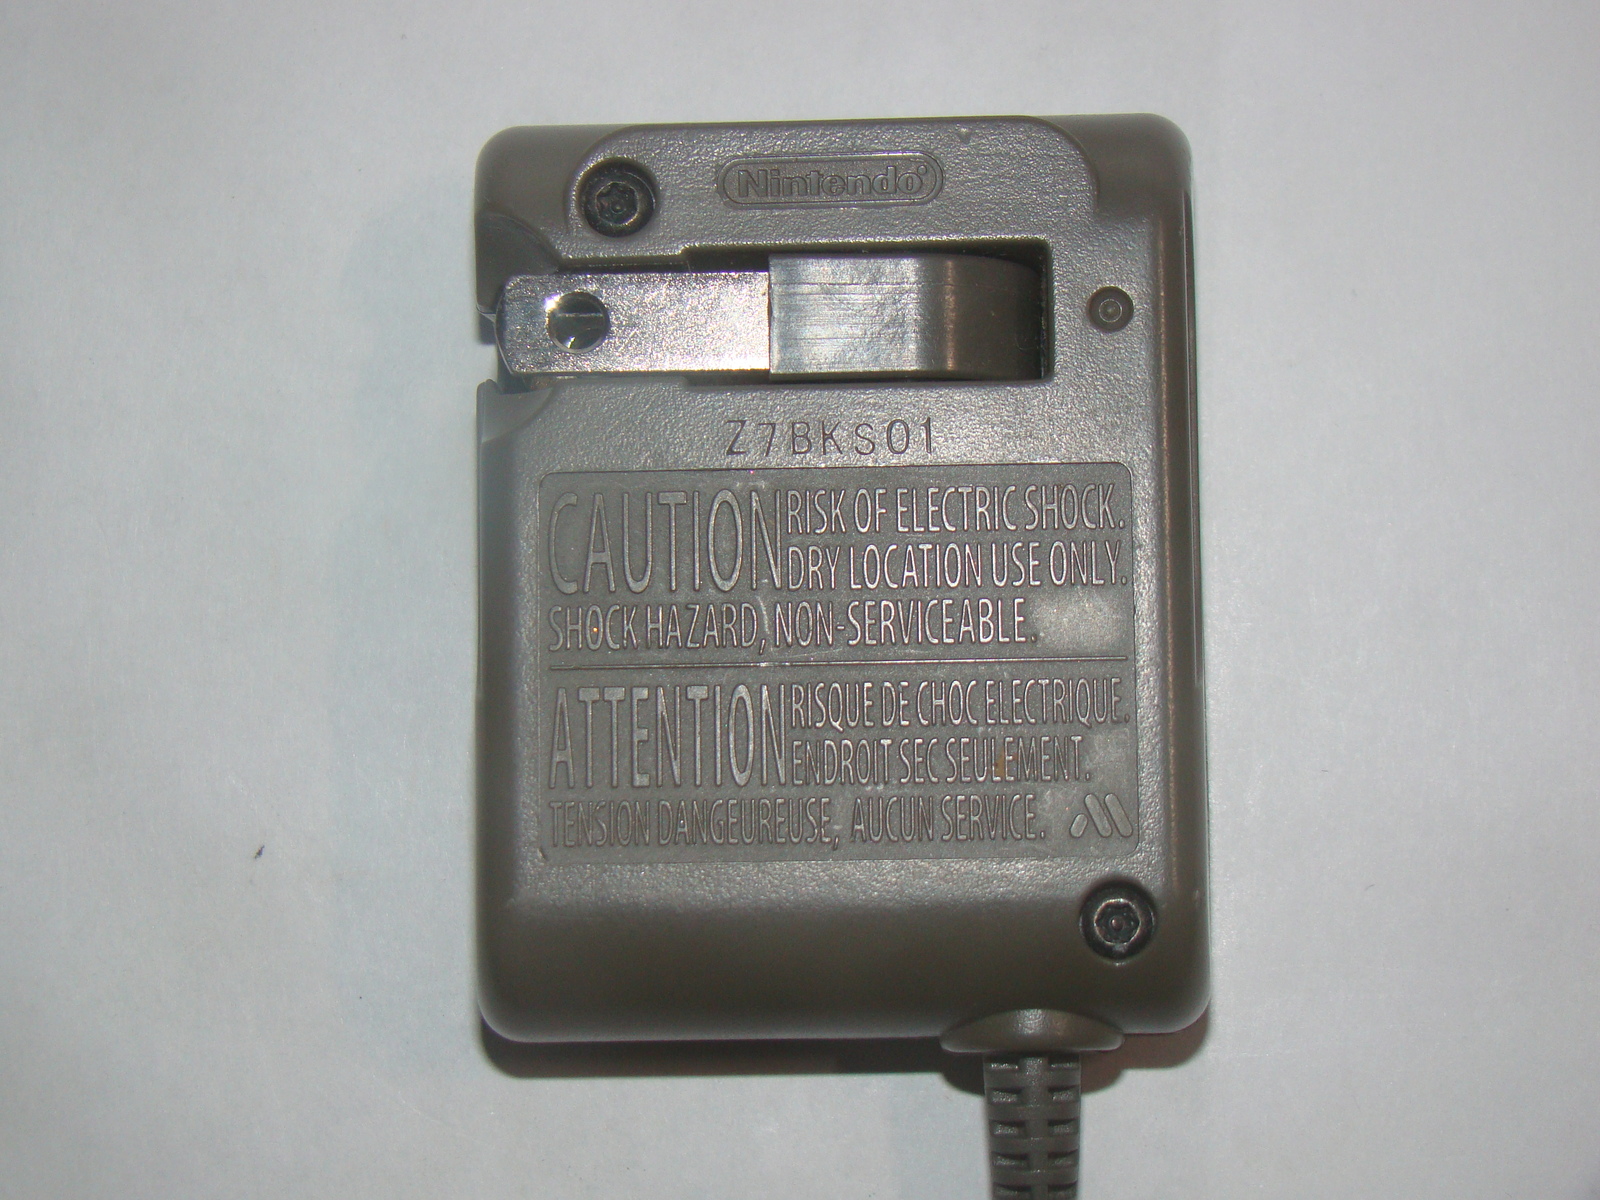 Nintendo®
Z7BKS01
CAUTION RISK OF ELECTRIC SHOCK.
DRY LOCATION USE ONLY.
SHOCK HAZARD, NON-SERVICEABLE.
ATTENTION RISQUE DE CHOC ELECTRIQUE.
ENDROIT SEC SEULEMENT.
TENSION DANGEUREUSE, AUCUN SERVICE.